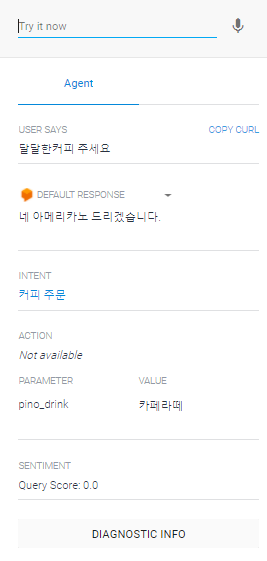 Try it now
Agent
USER SAYS COPY CURL
달달한커피 주세요
DEFAULT RESPONSE
네 아메리카노 드리겠습니다.
INTENT
커피 주문
ACTION
Not available
PARAMETER VALUE
pino_drink 카페라떼
SENTIMENT
Query Score: 0.0
DIAGNOSTIC INFO